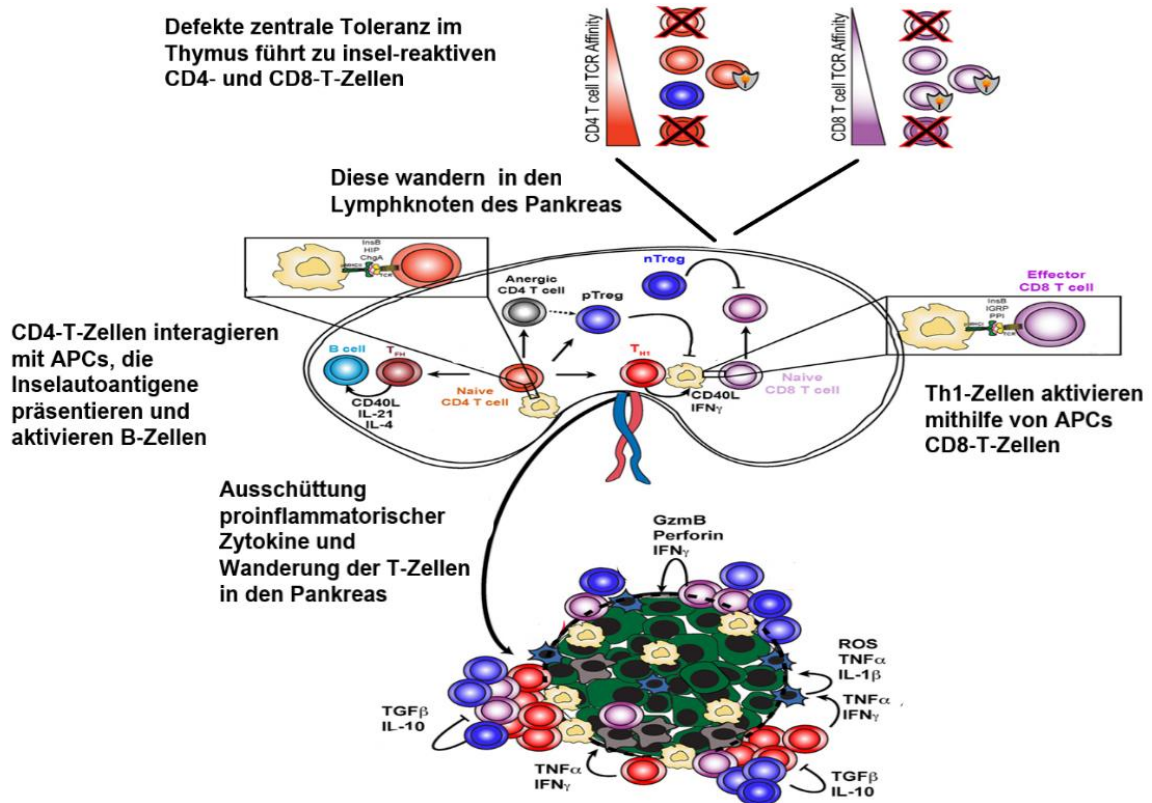 Defekte zentrale Toleranz im
Thymus führt zu insel-reaktiven
CD4- und CD8-T-Zellen
CD4 T cell TCR Affinity
CD8 T cell TCR Affinity
Diese wandern in den
Lymphknoten des Pankreas
InsB
HIP
ChgA
TCR
Anergic
CD4 T cell
pTreg
nTreg
Effector
CD8 T cell
InsB
IGRP
PPI
TCR
CD4-T-Zellen interagieren
mit APCs, die
Inselautoantigene
präsentieren und
aktivieren B-Zellen
B cell
TFH
CD40L
IL-21
IL-4
Naive
CD4 T cell
TH1
CD40L
IFNγ
Naive
CD8 T cell
Th1-Zellen aktivieren
mithilfe von APCs
CD8-T-Zellen
Ausschüttung
proinflammatorischer
Zytokine und
Wanderung der T-Zellen
in den Pankreas
GzmB
Perforin
IFNγ
ROS
TNFα
IL-1β
TNFα
IFNγ
TGFβ
IL-10
TNFα
IFNγ
TGFβ
IL-10